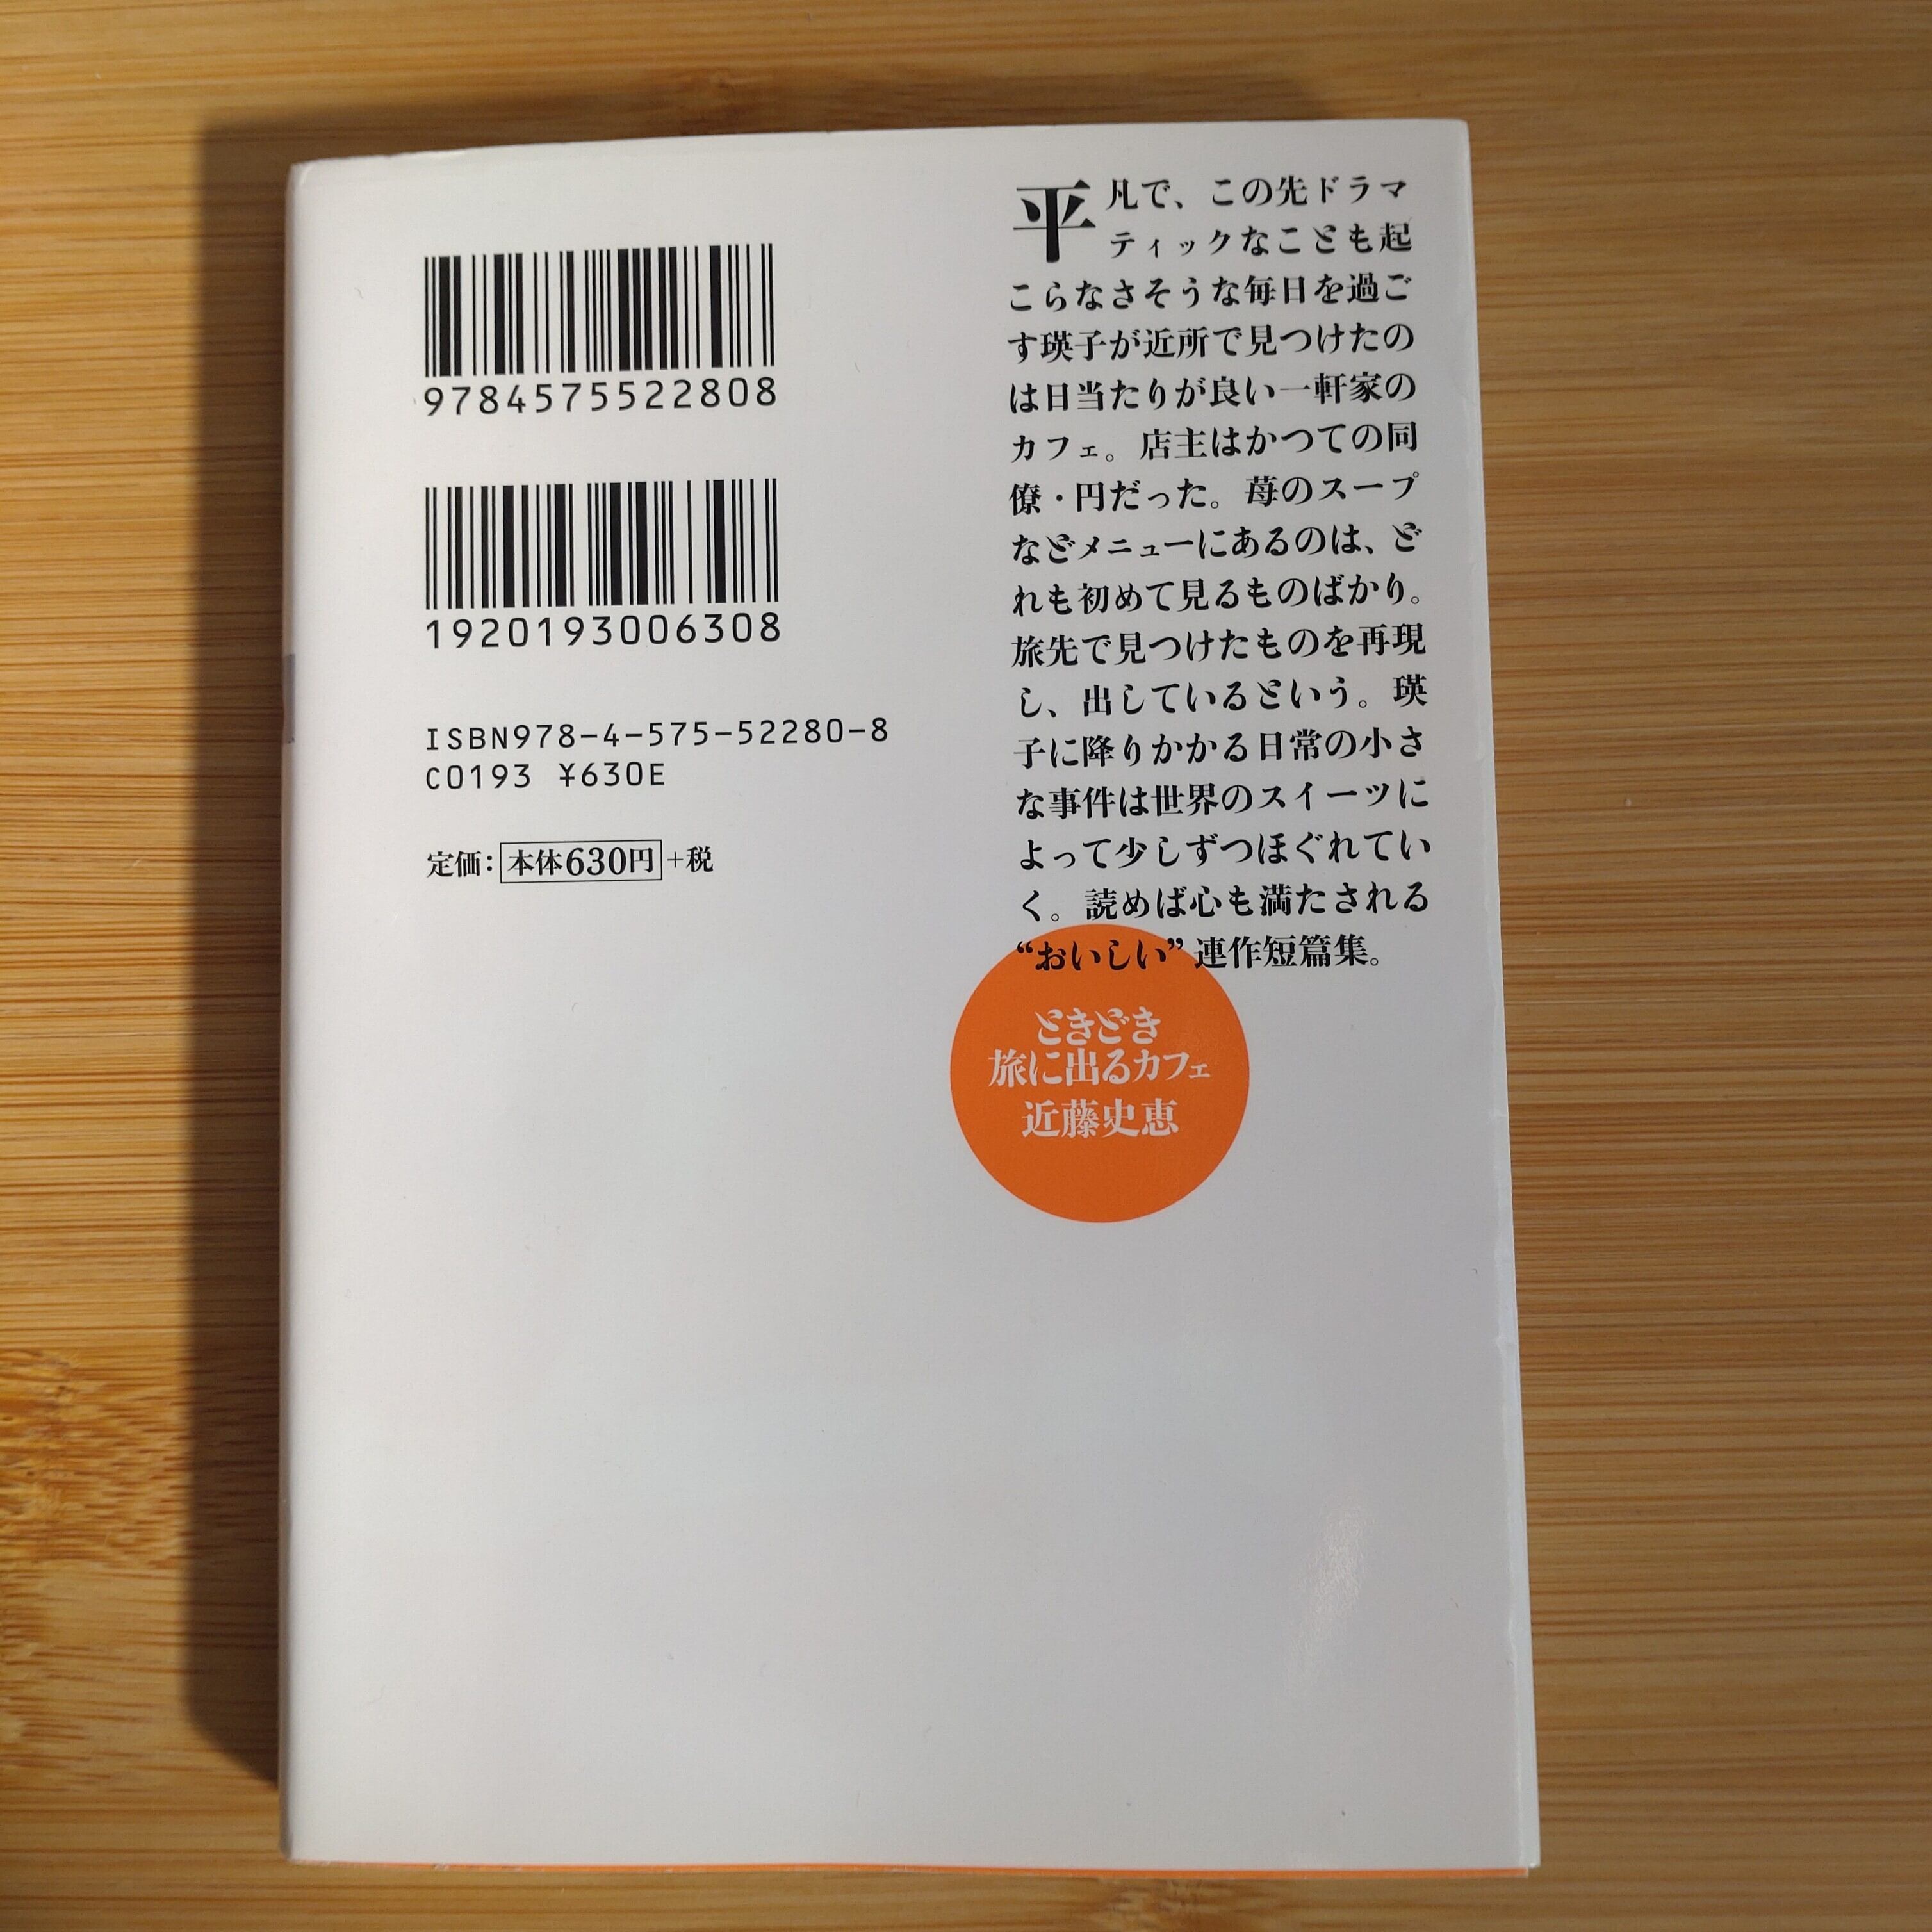 9784575522808
1920193006308
ISBN978-4-575-52280-8
C0193 ¥630E
定価：本体630円+税
平凡で、この先ドラマ
ティックなことも起
こらなさそうな毎日を過ご
す瑛子が近所で見つけたの
は日当たりが良い一軒家の
カフェ。店主はかつての同
僚・円だった。苺のスープ
などメニューにあるのは、ど
れも初めて見るものばかり。
旅先で見つけたものを再現
し、出しているという。瑛
子に降りかかる日常の小さ
な事件は世界のスイーツに
よって少しずつほぐれてい
く。読めば心も満たされる
“おいしい”連作短篇集。
ときどき
旅に出るカフェ
近藤史恵